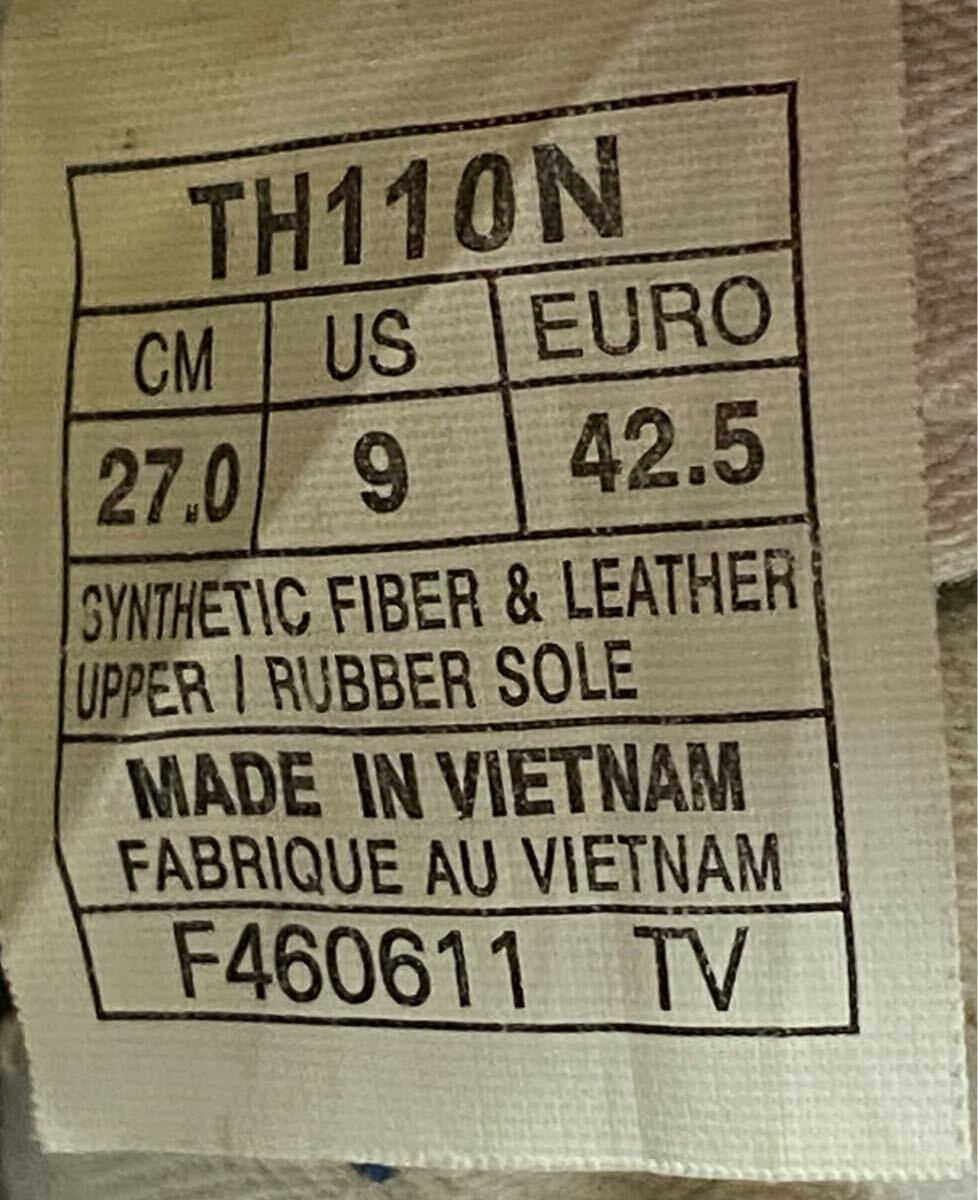 TH110N
CM US EURO
27.0 9 42.5
SYNTHETIC FIBER & LEATHER
UPPER / RUBBER SOLE
MADE IN VIETNAM
FABRIQUE AU VIETNAM
F460611 TV